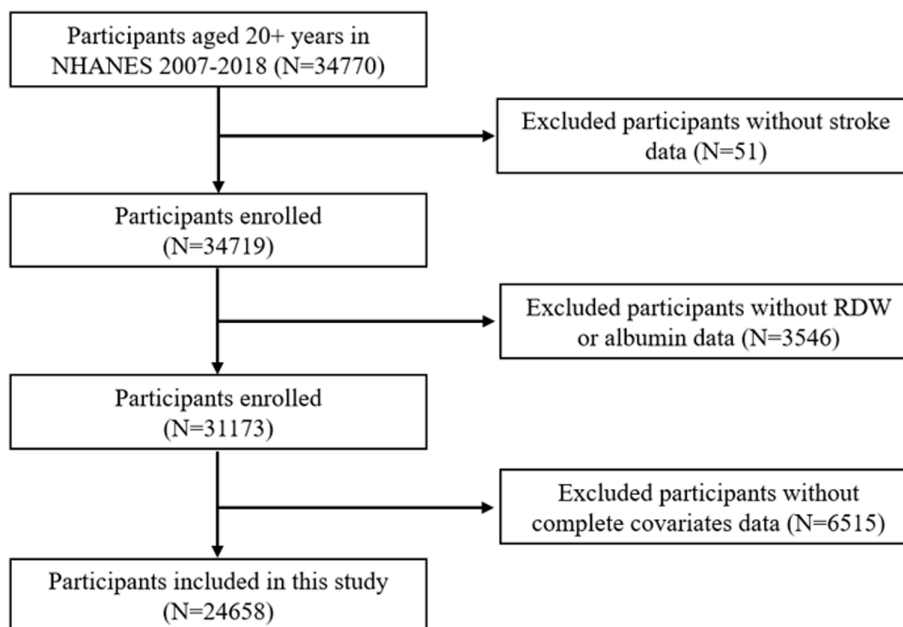 Participants aged 20+ years in
NHANES 2007-2018 (N=34770)
Excluded participants without stroke
data (N=51)
Participants enrolled
(N=34719)
Excluded participants without RDW
or albumin data (N=3546)
Participants enrolled
(N=31173)
Excluded participants without
complete covariates data (N=6515)
Participants included in this study
(N=24658)